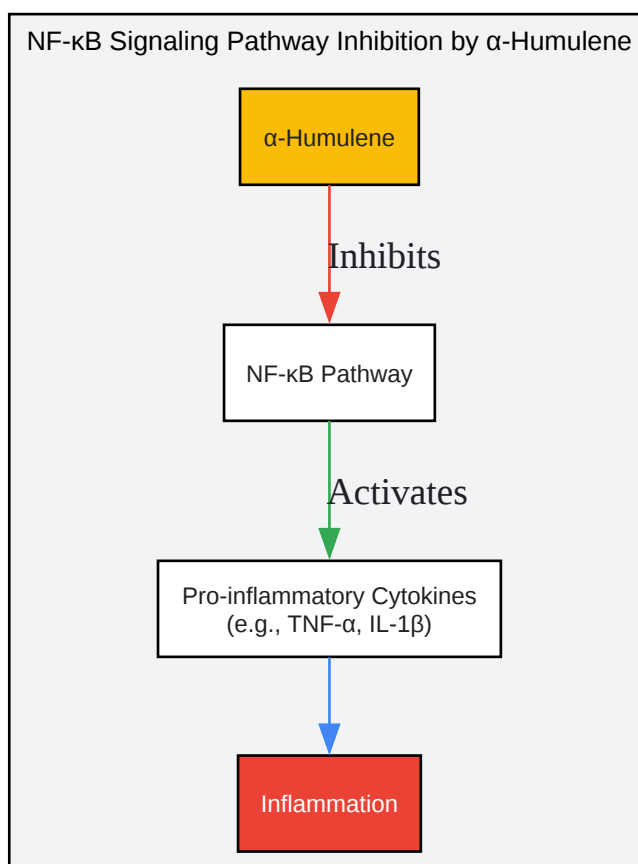 NF-κB Signaling Pathway Inhibition by α-Humulene
α-Humulene
Inhibits
NF-κB Pathway
Activates
Pro-inflammatory Cytokines
(e.g., TNF-α, IL-1β)
Inflammation